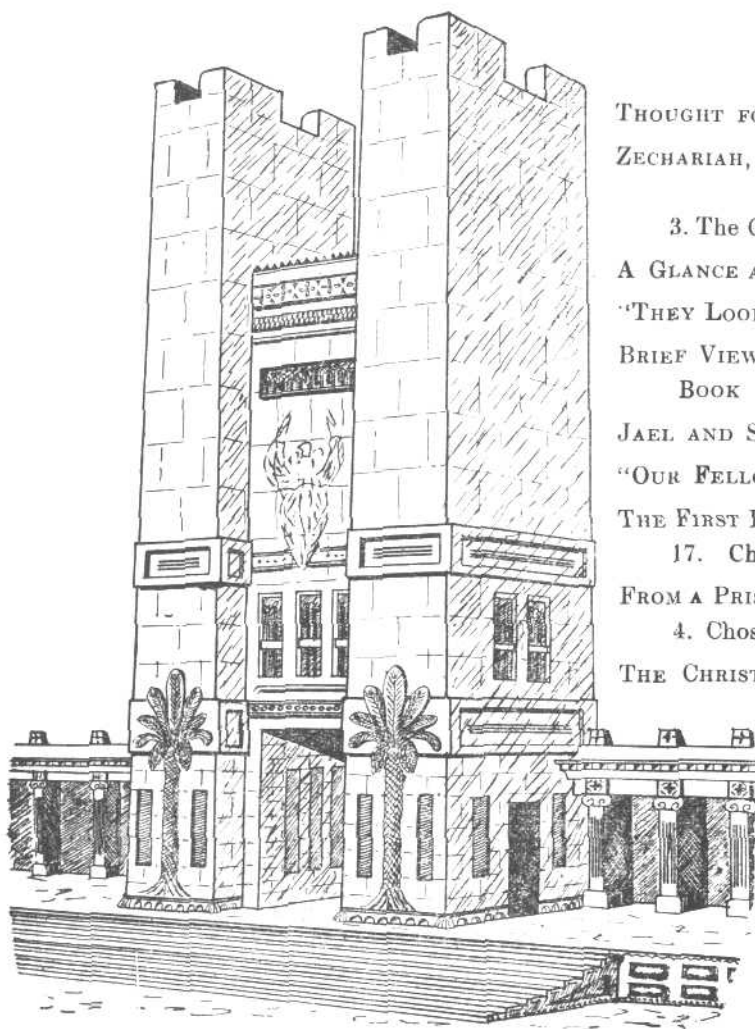 THOUGHT FO
ZECHARIAH,
3. The C
A GLANCE A
"THEY LOO
BRIEF VIEW
BOOK
JAEL AND S
"OUR FELLO
THE FIRST
17. Ch
FROM A PRIS
4. Chos
THE CHRIST